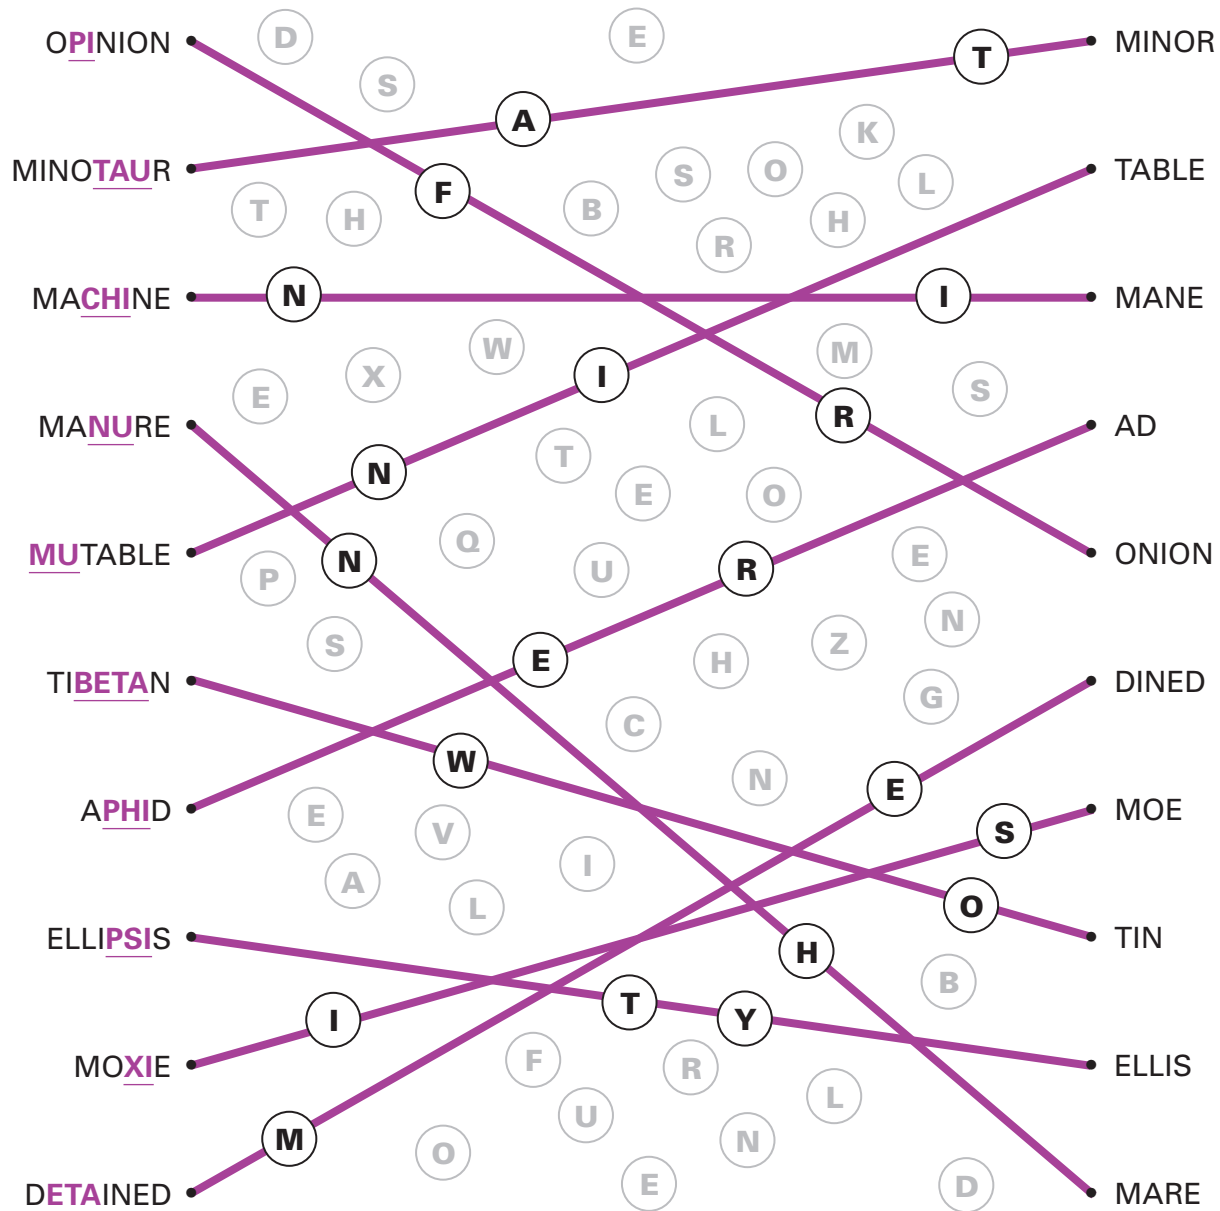 OPINION D E MINOR
S A T
MINOTAUR F S O K TABLE
T H B R H L
MACHINE N I MANE
E X W I M S
MANURE L R AD
N T E O
MUTABLE N Q U R E ONION
P S E H Z N
TIBETAN W C G DINED
APHID E V N E MOE
A L I S
ELLIPSIS O TIN
H B
I T Y
MOXIE F R ELLIS
M U N L
O
DETAINED E D MARE